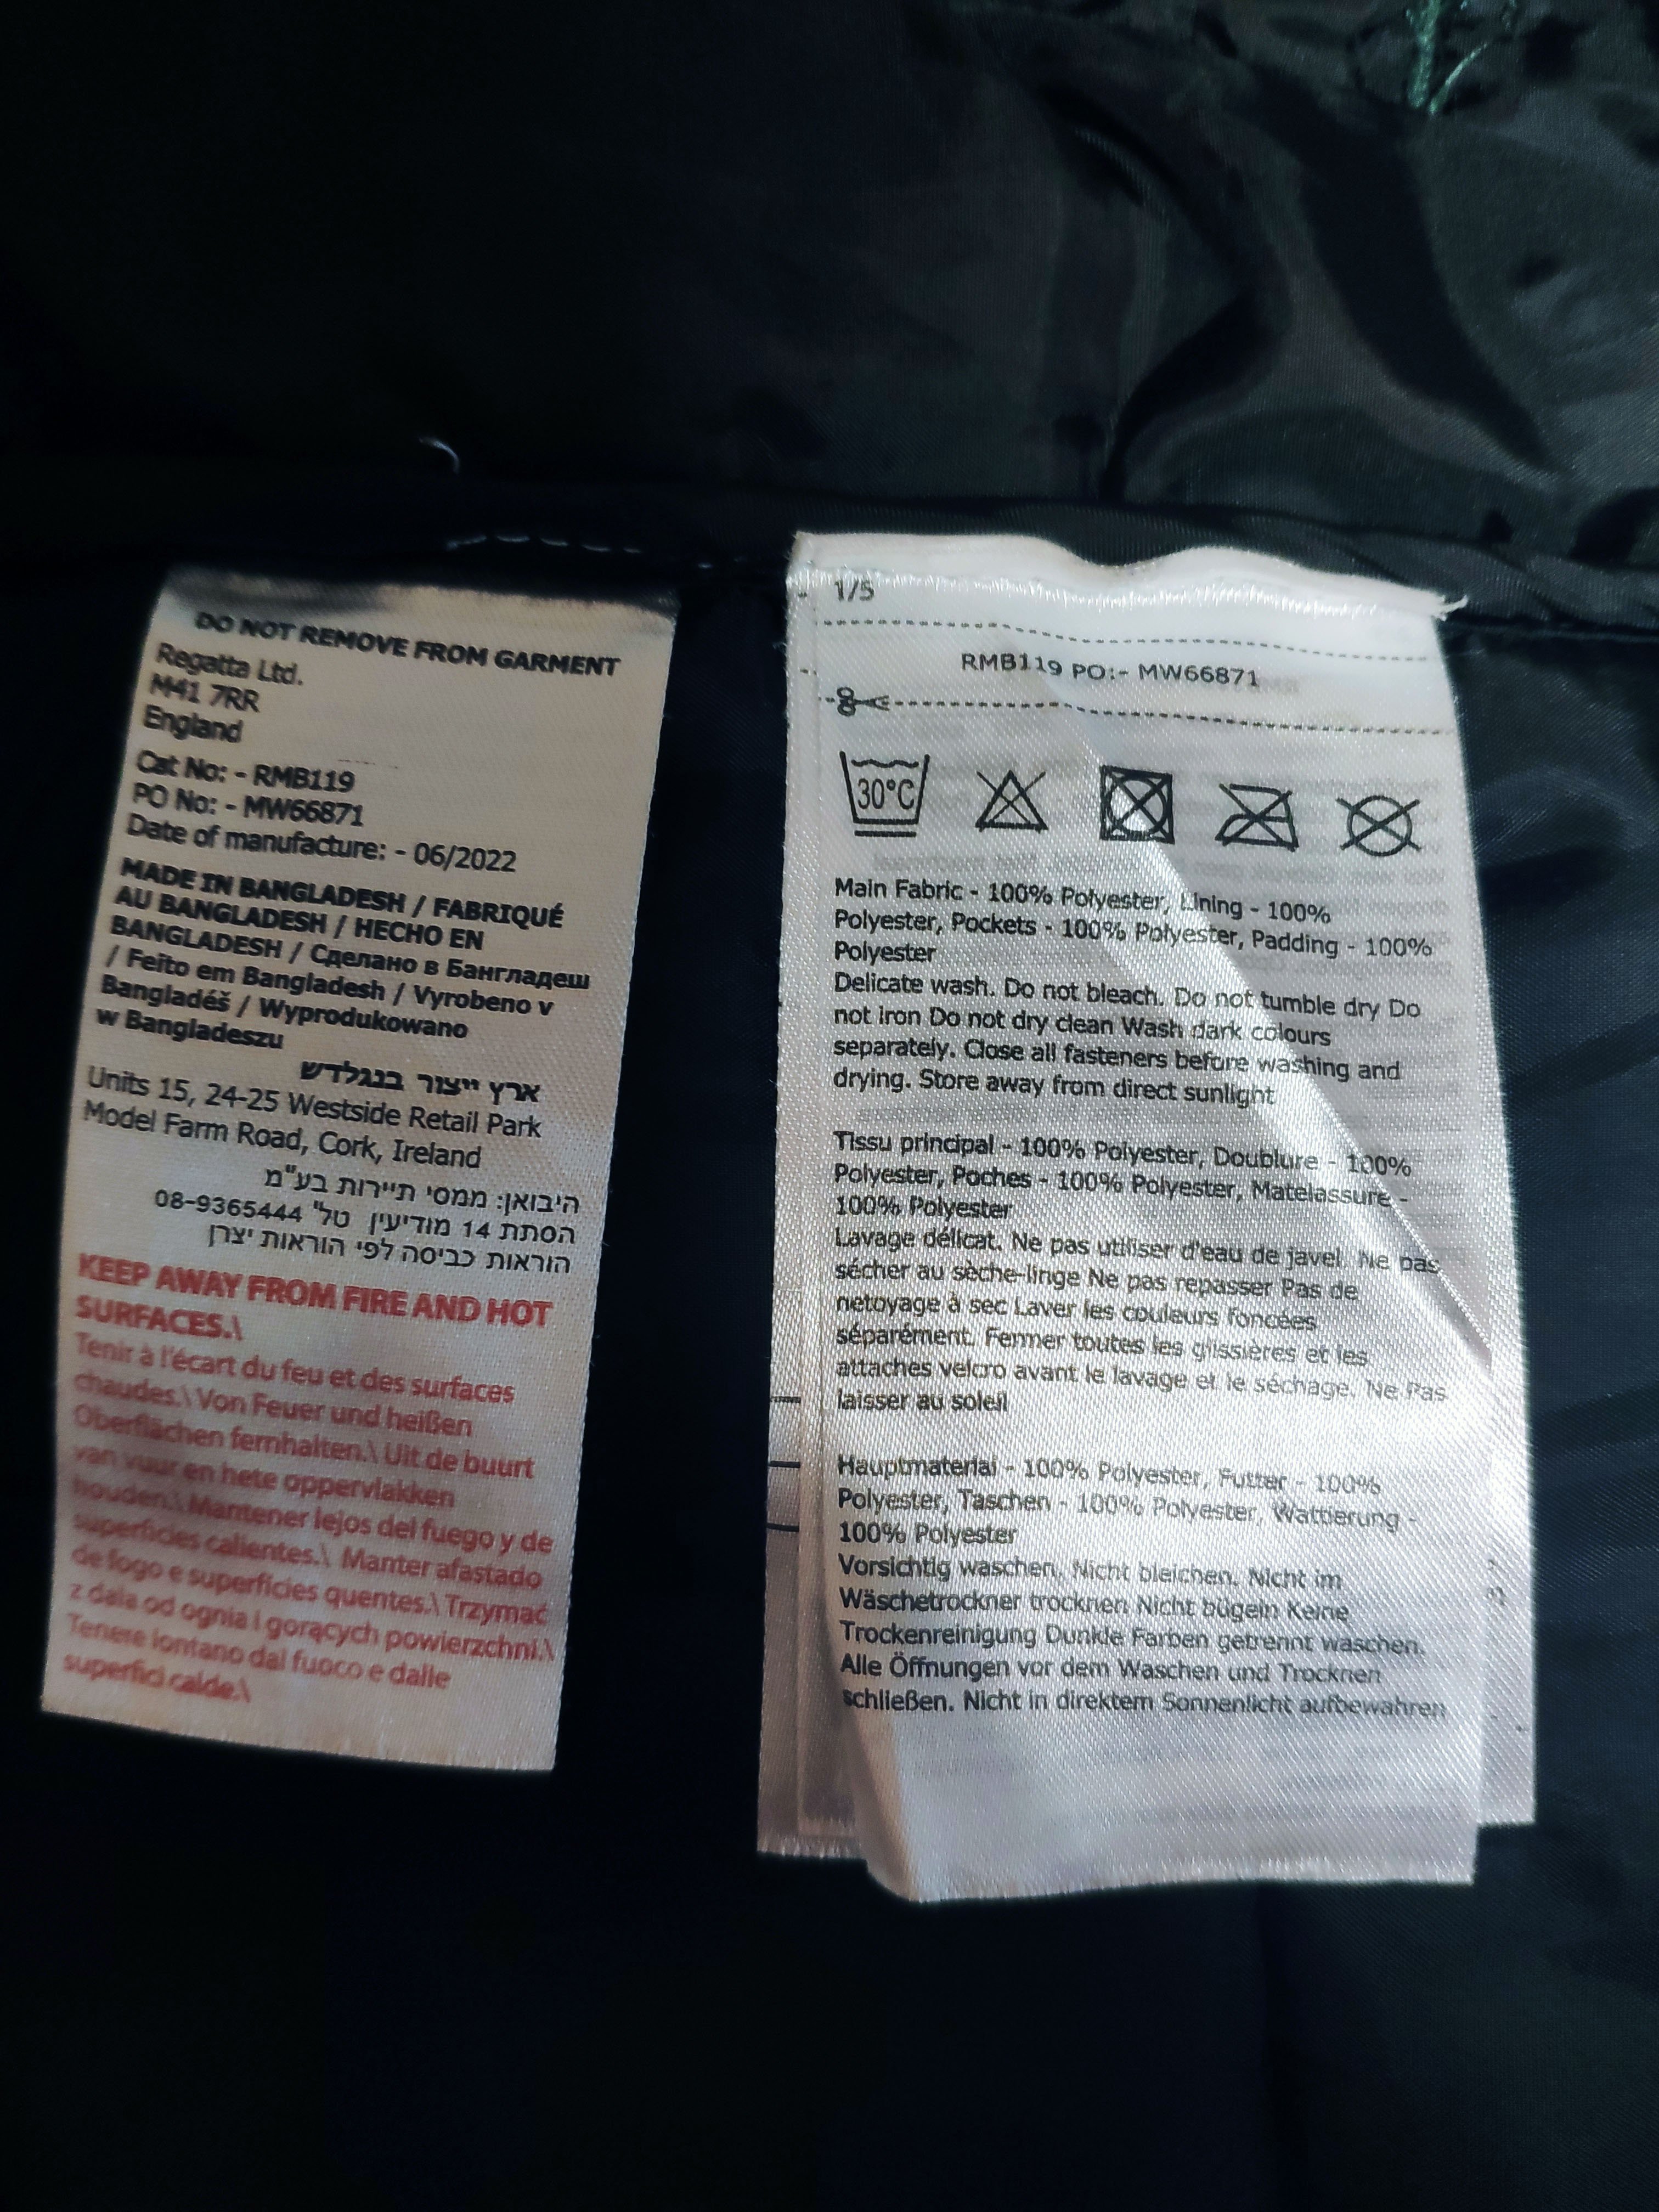 DO NOT REMOVE FROM GARMENT
Regatta Ltd.
M41 7RR
England
Cat No: - RMB119
PO No: - MW66871
Date of manufacture: - 06/2022
MADE IN BANGLADESH / FABRIQUÉ
AU BANGLADESH / HECHO EN
BANGLADESH / Сделано в Бангладеш
/ Feito em Bangladesh / Vyrobeno v
Bangladéš / Wyprodukowano
w Bangladeszu
ארץ ייצור בנגלדש
Units 15, 24-25 Westside Retail Park
Model Farm Road, Cork, Ireland
היבואן: ממסי תיירות בע"מ
הסתת 14 מודיעין טל' 08-9365444
הוראות כביסה לפי הוראות יצרן
KEEP AWAY FROM FIRE AND HOT
SURFACES.\
Tenir à l'écart du feu et des surfaces
chaudes.\ Von Feuer und heißen
Oberflächen fernhalten.\ Uit de buurt
van vuur en hete oppervlakken
houden.\ Mantener lejos del fuego y de
superficies calientes.\ Manter afastado
de fogo e superfícies quentes.\ Trzymać
z dala od ognia i gorących powierzchni.\
Tenere lontano dal fuoco e dalle
superfici calde.\
1/5
RMB119 PO:- MW66871
30°C
Main Fabric - 100% Polyester, Lining - 100%
Polyester, Pockets - 100% Polyester, Padding - 100%
Polyester
Delicate wash. Do not bleach. Do not tumble dry Do
not iron Do not dry clean Wash dark colours
separately. Close all fasteners before washing and
drying. Store away from direct sunlight
Tissu principal - 100% Polyester, Doublure - 100%
Polyester, Poches - 100% Polyester, Matelassure -
100% Polyester
Lavage délicat. Ne pas utiliser d'eau de javel. Ne pas
sécher au sèche-linge Ne pas repasser Pas de
netoyage à sec Laver les couleurs foncées
séparément. Fermer toutes les glissières et les
attaches velcro avant le lavage et le séchage. Ne Pas
laisser au soleil
Hauptmaterial - 100% Polyester, Futter - 100%
Polyester, Taschen - 100% Polyester, Wattierung -
100% Polyester
Vorsichtig waschen. Nicht bleichen. Nicht im
Wäschetrockner trocknen Nicht bügeln Keine
Trockenreinigung Dunkle Farben getrennt waschen.
Alle Öffnungen vor dem Waschen und Trocknen
schließen. Nicht in direktem Sonnenlicht aufbewahren